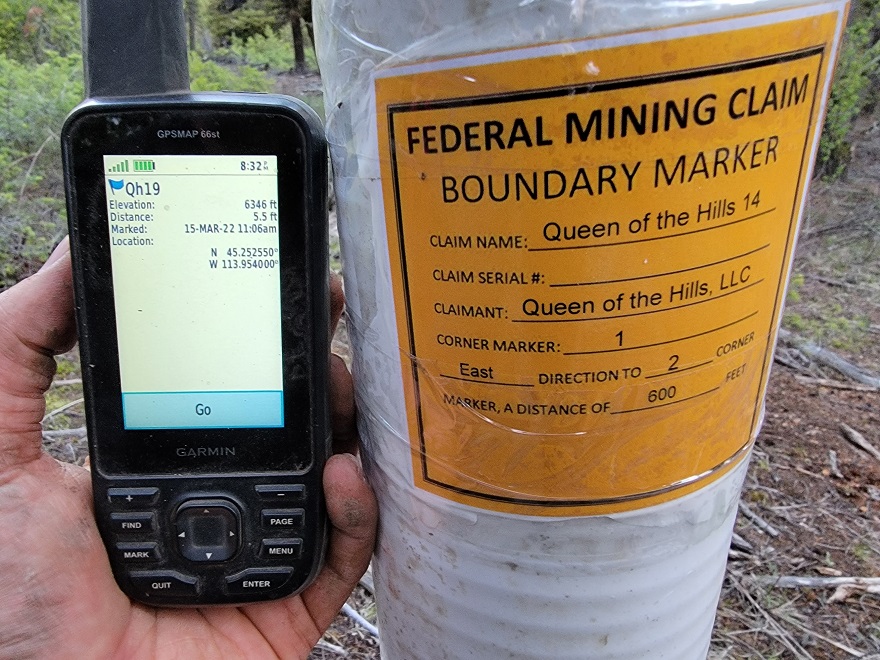 GPSMAP 66st
8:32
Qh19
Elevation: 6346 ft
Distance: 5.5 ft
Marked: 15-MAR-22 11:06am
Location:
N 45.252550°
W 113.954000°
Go
GARMIN
+ −
FIND PAGE
MARK MENU
QUIT ENTER
FEDERAL MINING CLAIM
BOUNDARY MARKER
CLAIM NAME: Queen of the Hills 14
CLAIM SERIAL #:
CLAIMANT: Queen of the Hills, LLC
CORNER MARKER: 1
East DIRECTION TO 2 CORNER
MARKER, A DISTANCE OF 600 FEET